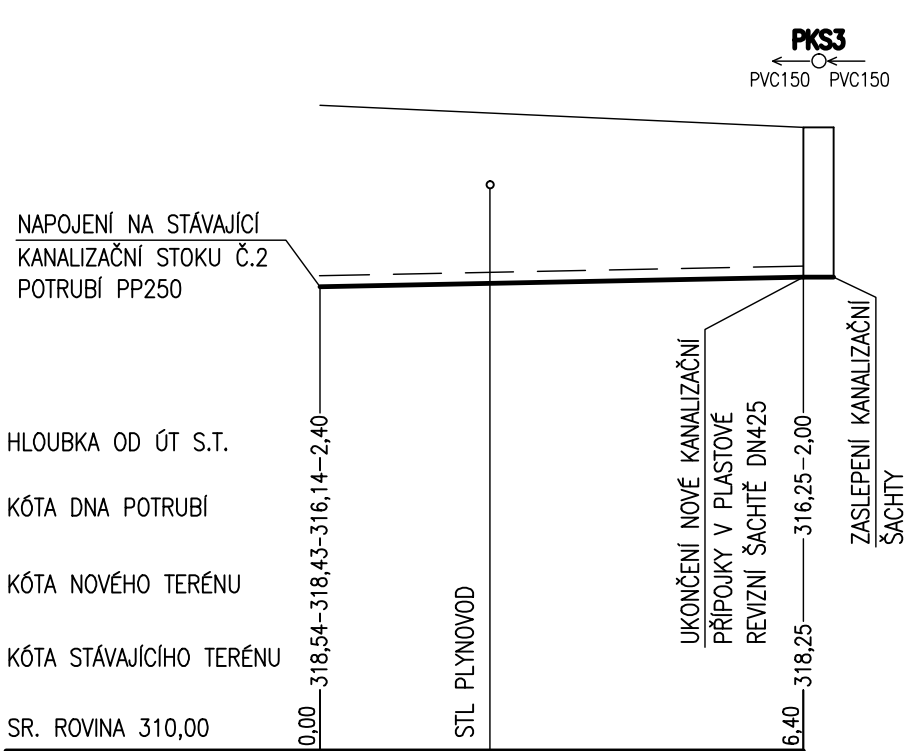 PKS3
PVC150 PVC150
NAPOJENÍ NA STÁVAJÍCÍ
KANALIZAČNÍ STOKU Č.2
POTRUBÍ PP250
UKONČENÍ NOVÉ KANALIZAČNÍ
PŘÍPOJKY V PLASTOVÉ
REVIZNÍ ŠACHTĚ DN425
ZASLEPENÍ KANALIZAČNÍ
ŠACHTY
STL PLYNOVOD
HLOUBKA OD ÚT S.T.
KÓTA DNA POTRUBÍ
KÓTA NOVÉHO TERÉNU
KÓTA STÁVAJÍCÍHO TERÉNU
SR. ROVINA 310,00
0,00
318,54-318,43-316,14-2,40
6,40
318,25 316,25-2,00